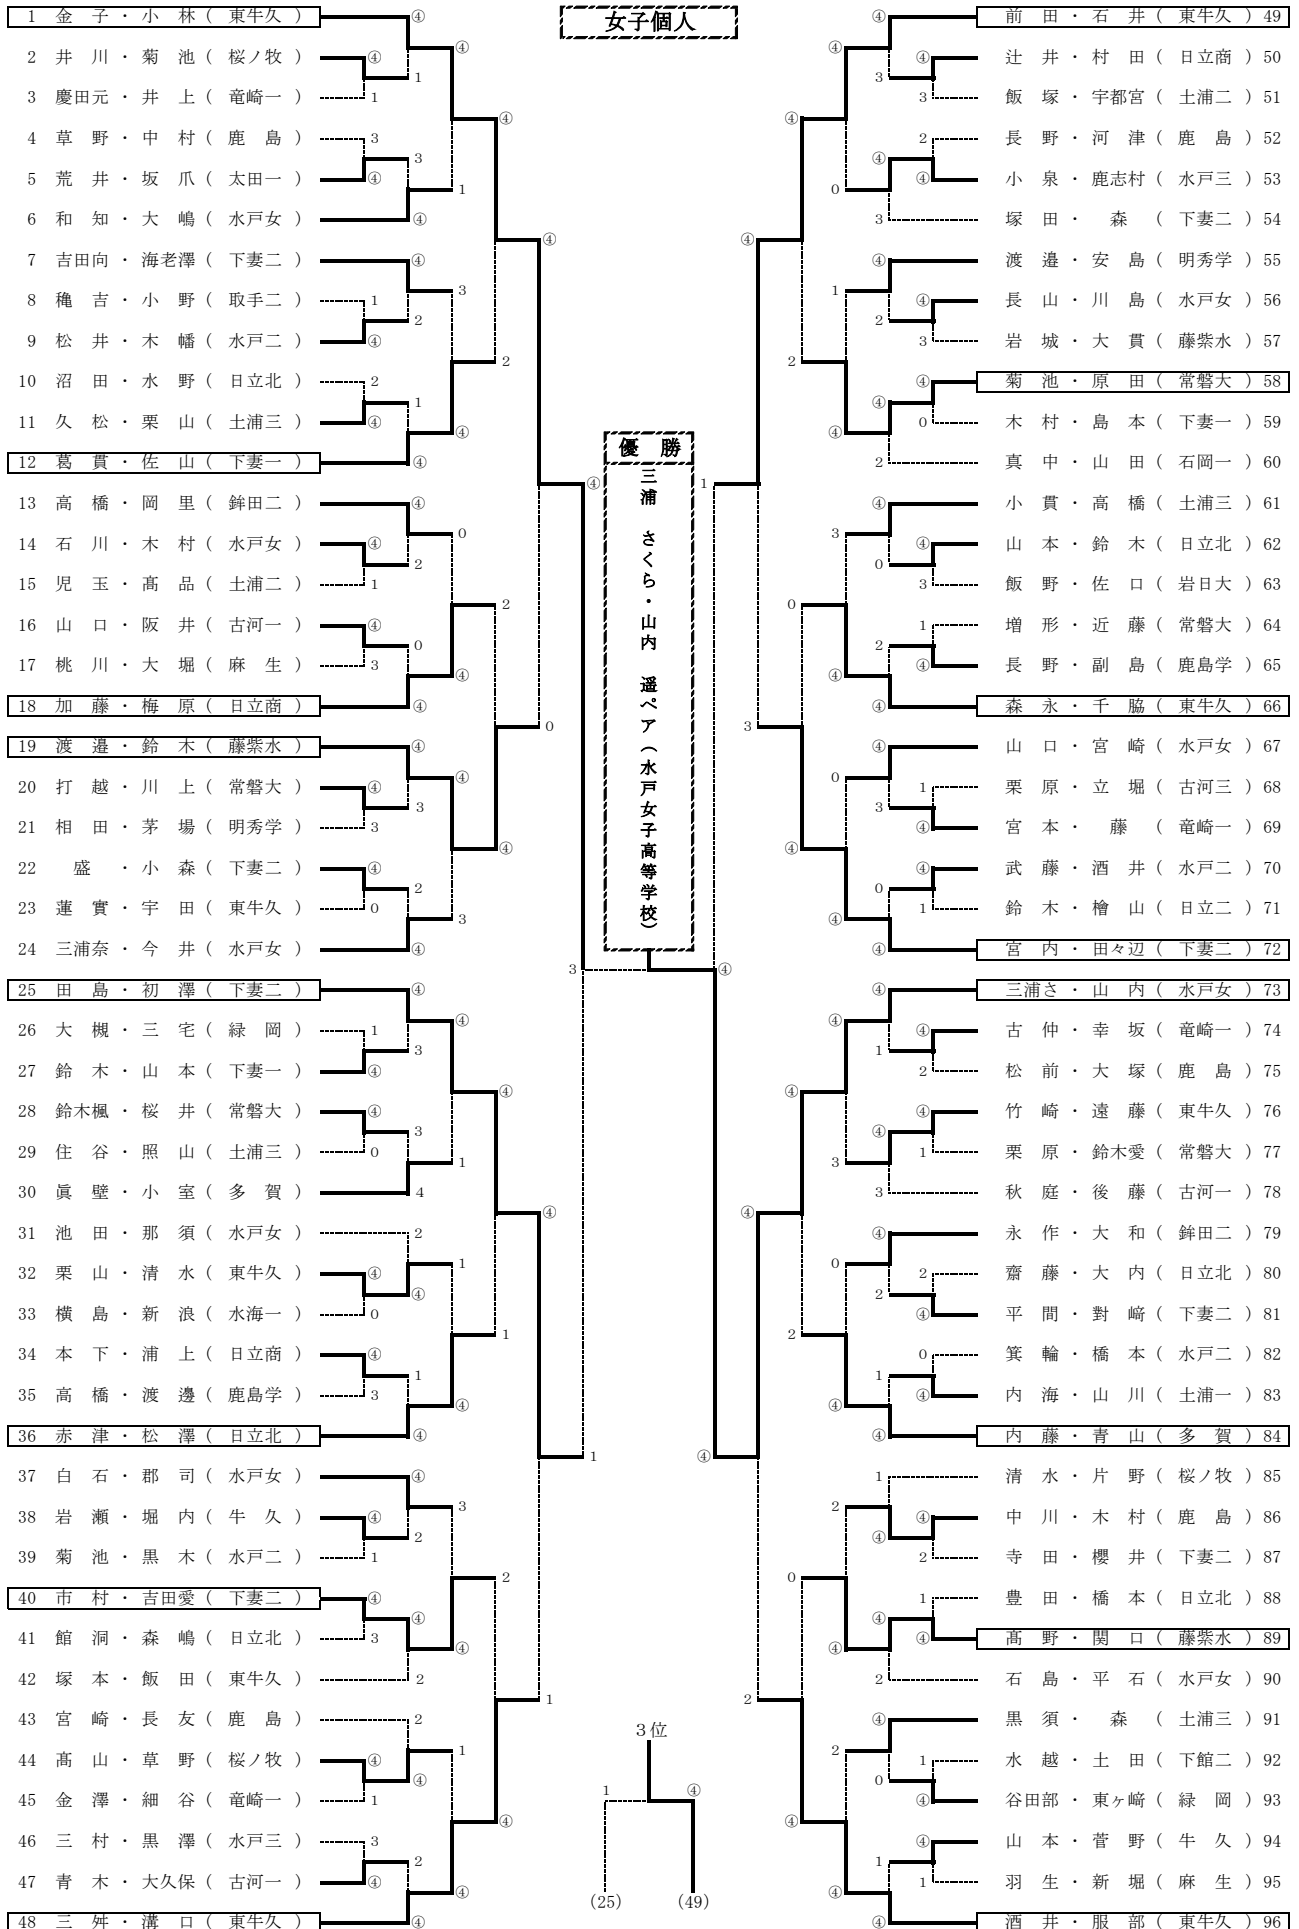 女子個人
1 金　子・小　林（ 東牛久 ）
2 井　川・菊　池（ 桜ノ牧 ）
3 慶田元・井　上（ 竜崎一 ）
4 草　野・中　村（ 鹿　島 ）
5 荒　井・坂　爪（ 太田一 ）
6 和　知・大　嶋（ 水戸女 ）
7 吉田向・海老澤（ 下妻二 ）
8 穐　吉・小　野（ 取手二 ）
9 松　井・木　幡（ 水戸二 ）
10 沼　田・水　野（ 日立北 ）
11 久　松・栗　山（ 土浦三 ）
12 葛　貫・佐　山（ 下妻一 ）
13 高　橋・岡　里（ 鉾田二 ）
14 石　川・木　村（ 水戸女 ）
15 児　玉・髙　品（ 土浦二 ）
16 山　口・阪　井（ 古河一 ）
17 桃　川・大　堀（ 麻　生 ）
18 加　藤・梅　原（ 日立商 ）
19 渡　邉・鈴　木（ 藤紫水 ）
20 打　越・川　上（ 常磐大 ）
21 相　田・茅　場（ 明秀学 ）
22 盛　・小　森（ 下妻二 ）
23 蓮　實・宇　田（ 東牛久 ）
24 三浦奈・今　井（ 水戸女 ）
25 田　島・初　澤（ 下妻二 ）
26 大　槻・三　宅（ 緑　岡 ）
27 鈴　木・山　本（ 下妻一 ）
28 鈴木楓・桜　井（ 常磐大 ）
29 住　谷・照　山（ 土浦三 ）
30 眞　壁・小　室（ 多　賀 ）
31 池　田・那　須（ 水戸女 ）
32 栗　山・清　水（ 東牛久 ）
33 横　島・新　浪（ 水海一 ）
34 本　下・浦　上（ 日立商 ）
35 高　橋・渡　邊（ 鹿島学 ）
36 赤　津・松　澤（ 日立北 ）
37 白　石・郡　司（ 水戸女 ）
38 岩　瀬・堀　内（ 牛　久 ）
39 菊　池・黒　木（ 水戸二 ）
40 市　村・吉田愛（ 下妻二 ）
41 館　洞・森　嶋（ 日立北 ）
42 塚　本・飯　田（ 東牛久 ）
43 宮　崎・長　友（ 鹿　島 ）
44 髙　山・草　野（ 桜ノ牧 ）
45 金　澤・細　谷（ 竜崎一 ）
46 三　村・黒　澤（ 水戸三 ）
47 青　木・大久保（ 古河一 ）
48 三　舛・溝　口（ 東牛久 ）
優　勝
三浦　さくら・山内　遥ペア（水戸女子高等学校）
④ 1
3 ④
3位
1 ④
(25) (49)
前　田・石　井（ 東牛久 ）49
辻　井・村　田（ 日立商 ）50
飯　塚・宇都宮（ 土浦二 ）51
長　野・河　津（ 鹿　島 ）52
小　泉・鹿志村（ 水戸三 ）53
塚　田・　森　（ 下妻二 ）54
渡　邉・安　島（ 明秀学 ）55
長　山・川　島（ 水戸女 ）56
岩　城・大　貫（ 藤紫水 ）57
菊　池・原　田（ 常磐大 ）58
木　村・島　本（ 下妻一 ）59
真　中・山　田（ 石岡一 ）60
小　貫・高　橋（ 土浦三 ）61
山　本・鈴　木（ 日立北 ）62
飯　野・佐　口（ 岩日大 ）63
増　形・近　藤（ 常磐大 ）64
長　野・副　島（ 鹿島学 ）65
森　永・千　脇（ 東牛久 ）66
山　口・宮　崎（ 水戸女 ）67
栗　原・立　堀（ 古河三 ）68
宮　本・　藤　（ 竜崎一 ）69
武　藤・酒　井（ 水戸二 ）70
鈴　木・檜　山（ 日立二 ）71
宮　内・田々辺（ 下妻二 ）72
三浦さ・山　内（ 水戸女 ）73
古　仲・幸　坂（ 竜崎一 ）74
松　前・大　塚（ 鹿　島 ）75
竹　崎・遠　藤（ 東牛久 ）76
栗　原・鈴木愛（ 常磐大 ）77
秋　庭・後　藤（ 古河一 ）78
永　作・大　和（ 鉾田二 ）79
齋　藤・大　内（ 日立北 ）80
平　間・對　﨑（ 下妻二 ）81
箕　輪・橋　本（ 水戸二 ）82
内　海・山　川（ 土浦一 ）83
内　藤・青　山（ 多　賀 ）84
清　水・片　野（ 桜ノ牧 ）85
中　川・木　村（ 鹿　島 ）86
寺　田・櫻　井（ 下妻二 ）87
豊　田・橋　本（ 日立北 ）88
髙　野・関　口（ 藤紫水 ）89
石　島・平　石（ 水戸女 ）90
黒　須・　森　（ 土浦三 ）91
水　越・土　田（ 下館二 ）92
谷田部・東ヶ﨑（ 緑　岡 ）93
山　本・菅　野（ 牛　久 ）94
羽　生・新　堀（ 麻　生 ）95
酒　井・服　部（ 東牛久 ）96